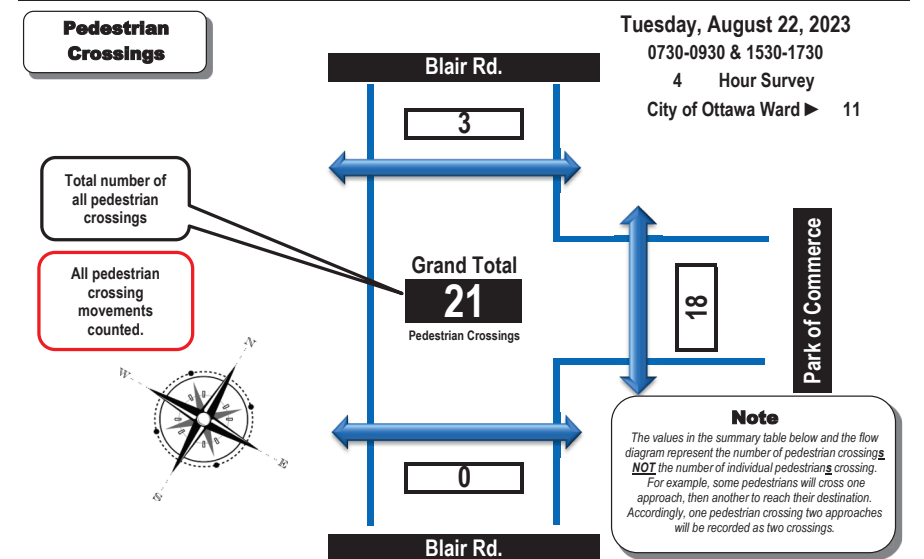 Pedestrian
Crossings
Tuesday, August 22, 2023
0730-0930 & 1530-1730
4 Hour Survey
City of Ottawa Ward ► 11
Blair Rd.
3
Total number of
all pedestrian
crossings
All pedestrian
crossing
movements
counted.
Grand Total
21
Pedestrian Crossings
18
Park of Commerce
N
W
E
S
0
Blair Rd.
Note
The values in the summary table below and the flow
diagram represent the number of pedestrian crossings
NOT the number of individual pedestrians crossing.
For example, some pedestrians will cross one
approach, then another to reach their destination.
Accordingly, one pedestrian crossing two approaches
will be recorded as two crossings.